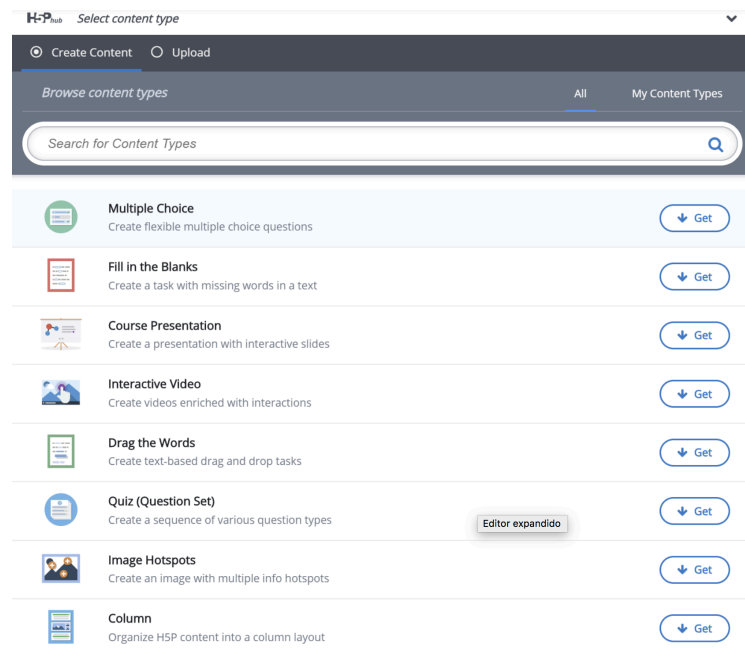 H5P hub Select content type
Create Content Upload
Browse content types All My Content Types
Search for Content Types
Multiple Choice
Create flexible multiple choice questions
Get
Fill in the Blanks
Create a task with missing words in a text
Get
Course Presentation
Create a presentation with interactive slides
Get
Interactive Video
Create videos enriched with interactions
Get
Drag the Words
Create text-based drag and drop tasks
Get
Quiz (Question Set)
Create a sequence of various question types
Editor expandido
Get
Image Hotspots
Create an image with multiple info hotspots
Get
Column
Organize H5P content into a column layout
Get